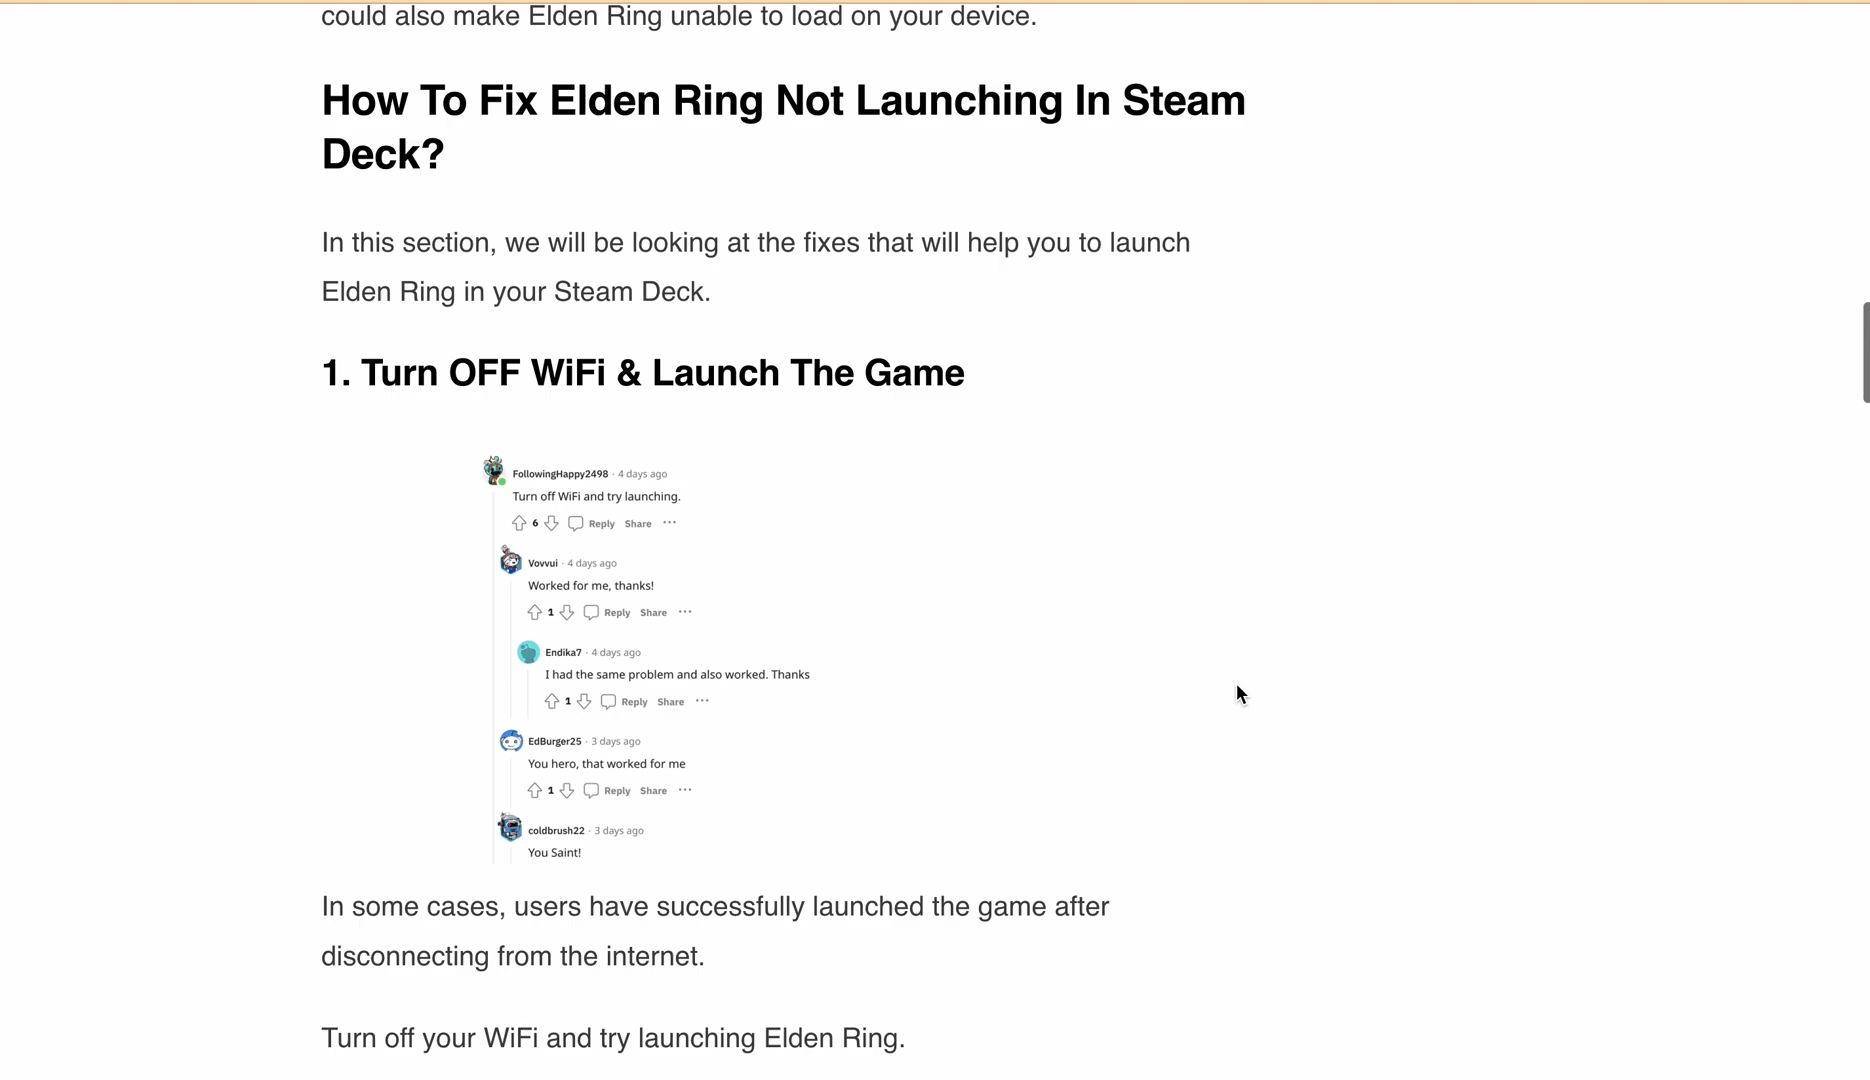 could also make Elden Ring unable to load on your device.
How To Fix Elden Ring Not Launching In Steam
Deck?
In this section, we will be looking at the fixes that will help you to launch
Elden Ring in your Steam Deck.
1. Turn OFF WiFi & Launch The Game
FollowingHappy2498 · 4 days ago
Turn off WiFi and try launching.
6 Reply Share ···
Vovvui · 4 days ago
Worked for me, thanks!
1 Reply Share ···
Endika7 · 4 days ago
I had the same problem and also worked. Thanks
1 Reply Share ···
EdBurger25 · 3 days ago
You hero, that worked for me
1 Reply Share ···
coldbrush22 · 3 days ago
You Saint!
In some cases, users have successfully launched the game after
disconnecting from the internet.
Turn off your WiFi and try launching Elden Ring.